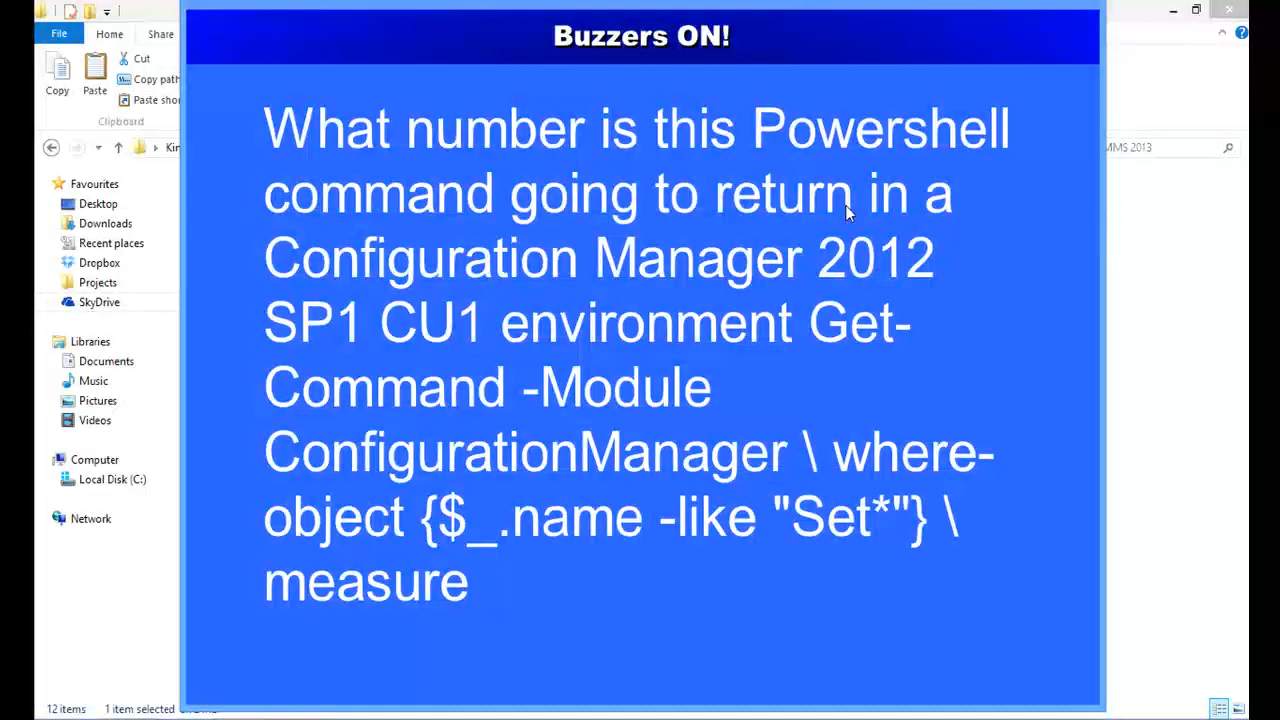 Buzzers ON!
File
Home
Share
Copy
Paste
Cut
Copy path
Paste shor
Clipboard
Kin
MMS 2013
Favourites
Desktop
Downloads
Recent places
Dropbox
Projects
SkyDrive
Libraries
Documents
Music
Pictures
Videos
Computer
Local Disk (C:)
Network
What number is this Powershell
command going to return in a
Configuration Manager 2012
SP1 CU1 environment Get-
Command -Module
ConfigurationManager \ where-
object {$_.name -like "Set*"} \
measure
12 items
1 item selected